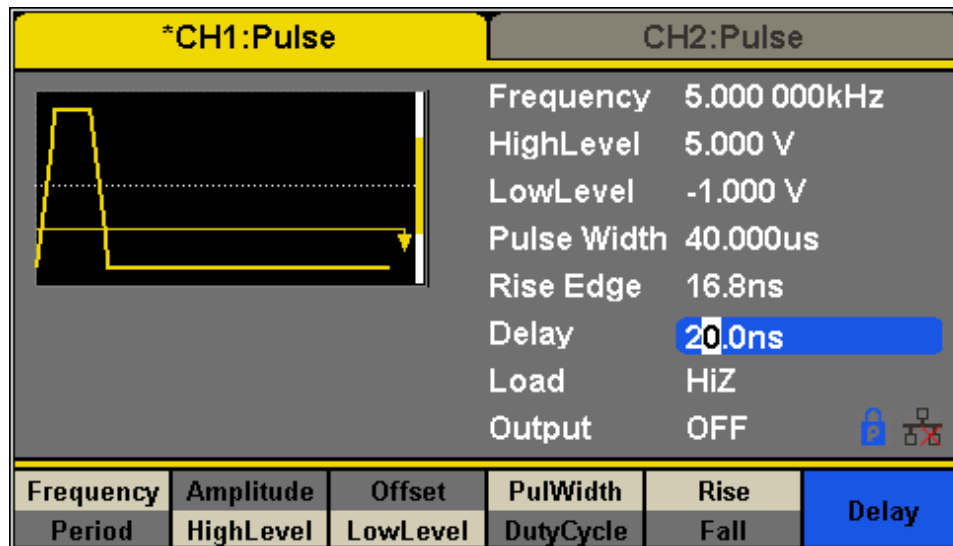 *CH1:Pulse CH2:Pulse
Frequency 5.000 000kHz
HighLevel 5.000 V
LowLevel -1.000 V
Pulse Width 40.000us
Rise Edge 16.8ns
Delay 20.0ns
Load HiZ
Output OFF P
Frequency Amplitude Offset PulWidth Rise Delay
Period HighLevel LowLevel DutyCycle Fall